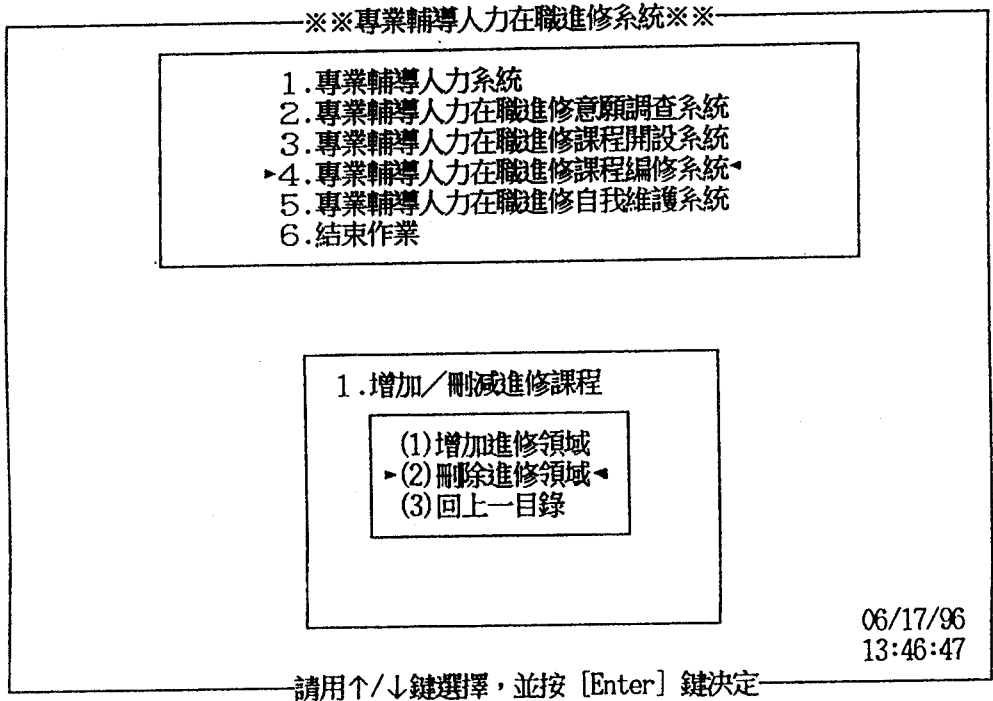 ※※專業輔導人力在職進修系統※※
1.專業輔導人力系統
2.專業輔導人力在職進修意願調查系統
3.專業輔導人力在職進修課程開設系統
►4.專業輔導人力在職進修課程編修系統◄
5.專業輔導人力在職進修自我維護系統
6.結束作業
1.增加／刪減進修課程
(1)增加進修領域
►(2)刪除進修領域◄
(3)回上一目錄
06/17/96
13:46:47
請用↑/↓鍵選擇，並按 [Enter] 鍵決定